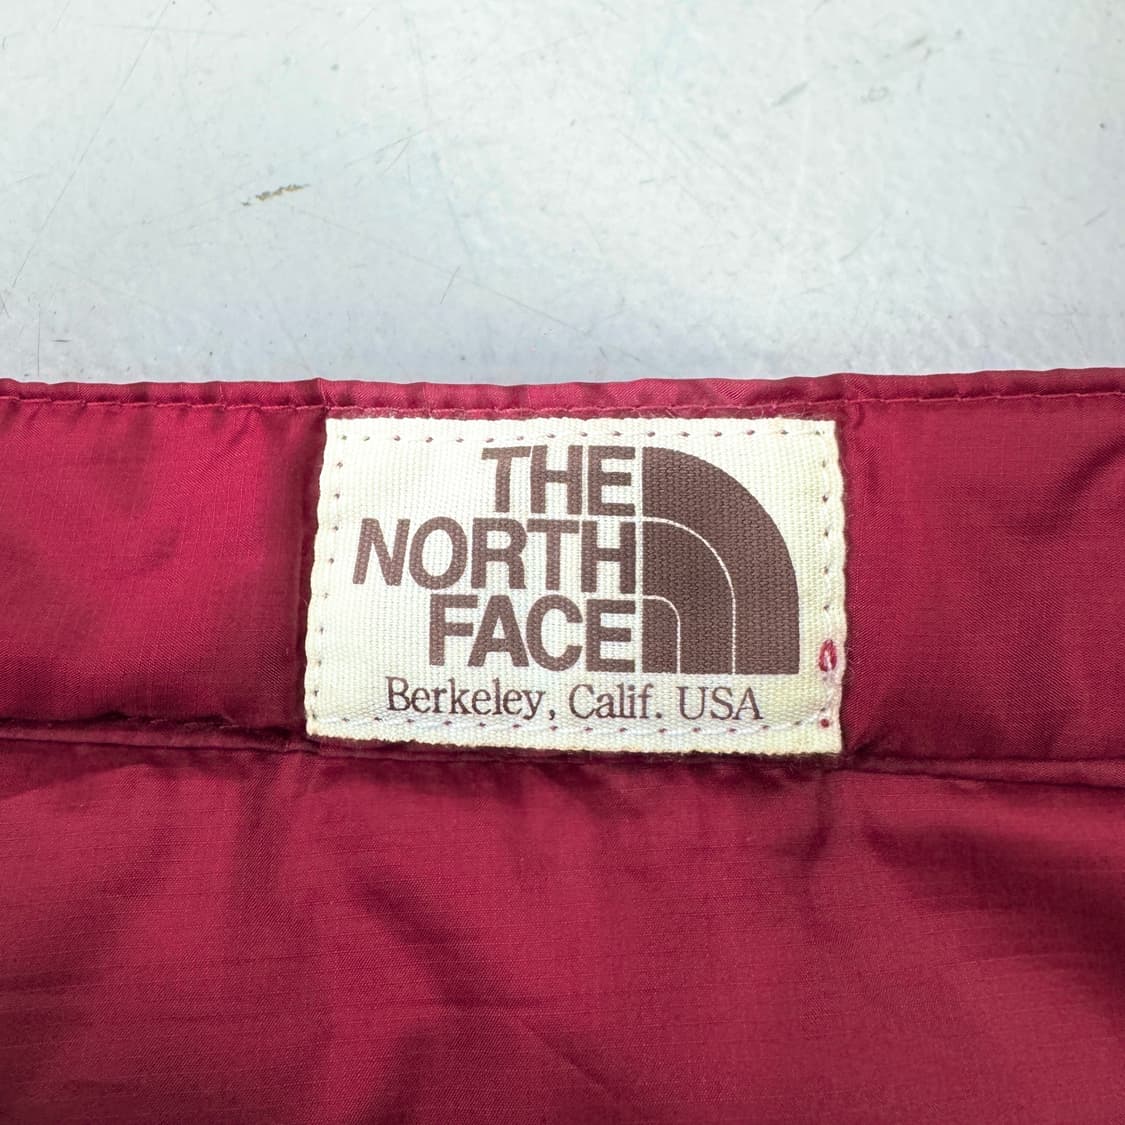 THE
NORTH
FACE
Berkeley, Calif. USA